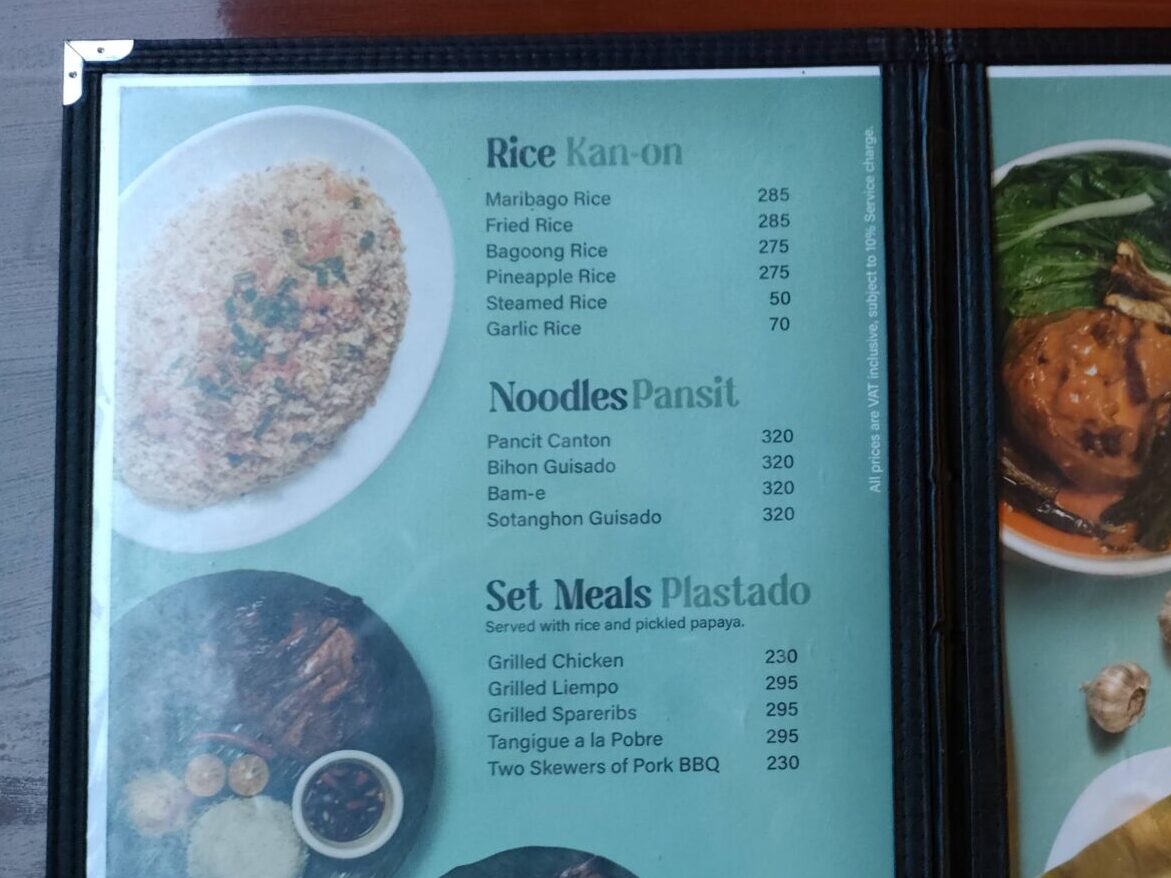 Rice Kan-on
Maribago Rice 285
Fried Rice 285
Bagoong Rice 275
Pineapple Rice 275
Steamed Rice 50
Garlic Rice 70
Noodles Pansit
Pancit Canton 320
Bihon Guisado 320
Bam-e 320
Sotanghon Guisado 320
Set Meals Plastado
Served with rice and pickled papaya.
Grilled Chicken 230
Grilled Liempo 295
Grilled Spareribs 295
Tangigue a la Pobre 295
Two Skewers of Pork BBQ 230
All prices are VAT inclusive, subject to 10% Service charge.